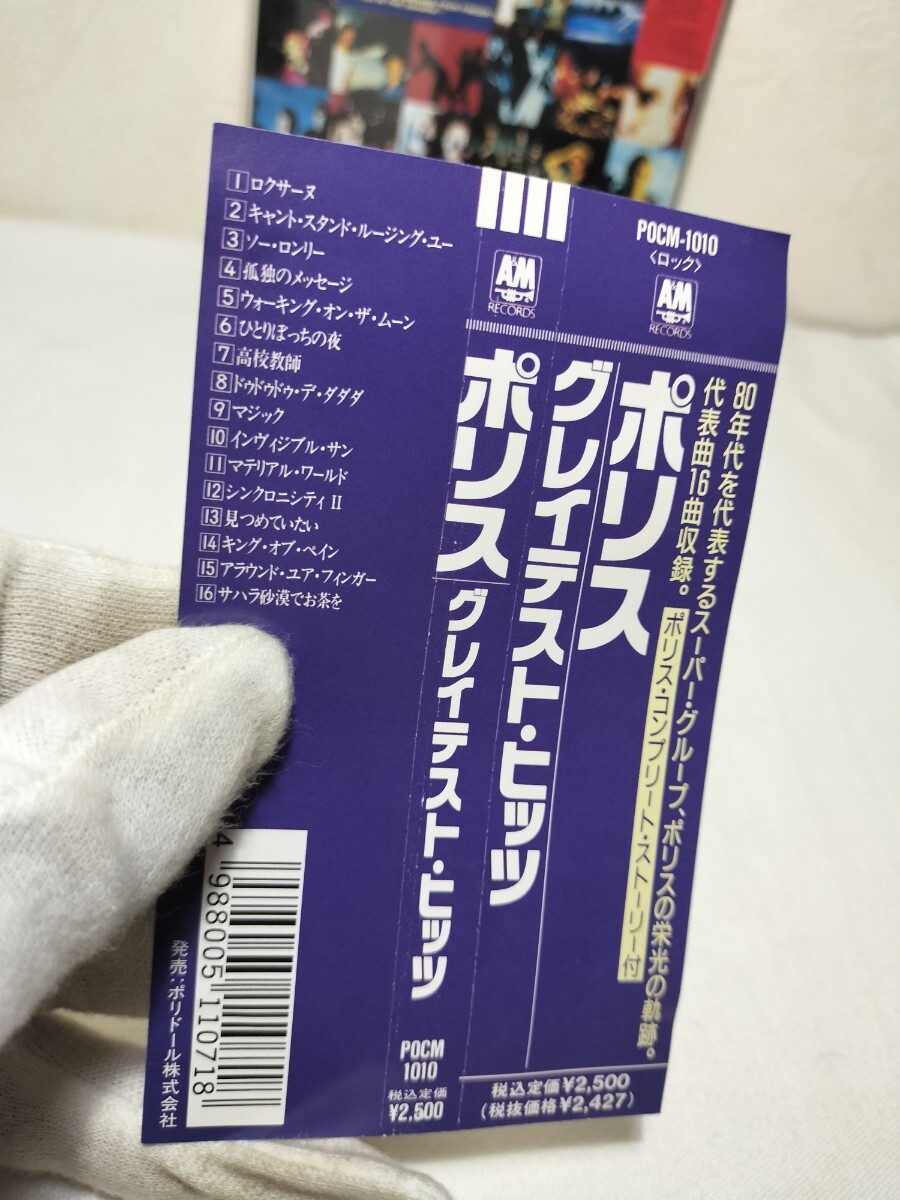 1 ロクサーヌ
2 キャント・スタンド・ルージング・ユー
3 ソー・ロンリー
4 孤独のメッセージ
5 ウォーキング・オン・ザ・ムーン
6 ひとりぼっちの夜
7 高校教師
8 ドゥドゥドゥ・デ・ダダダ
9 マジック
10 インヴィジブル・サン
11 マテリアル・ワールド
12 シンクロニシティ II
13 見つめていたい
14 キング・オブ・ペイン
15 アラウンド・ユア・フィンガー
16 サハラ砂漠でお茶を
4 988005 110718
発売：ポリドール株式会社
A&M
RECORDS
ポリス
グレイテスト・ヒッツ
POCM
1010
税込定価
¥2,500
POCM-1010
〈ロック〉
A&M
RECORDS
80年代を代表するスーパー・グループ、ポリスの栄光の軌跡。
代表曲16曲収録。
ポリス・コンプリート・ストーリー付
ポリス
グレイテスト・ヒッツ
税込定価¥2,500
(税抜価格¥2,427)